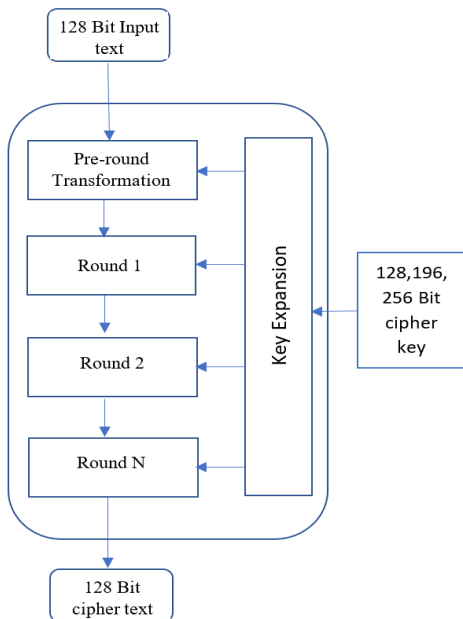 128 Bit Input
text
Pre-round
Transformation
Round 1
Round 2
Round N
Key Expansion
128,196,
256 Bit
cipher
key
128 Bit
cipher text